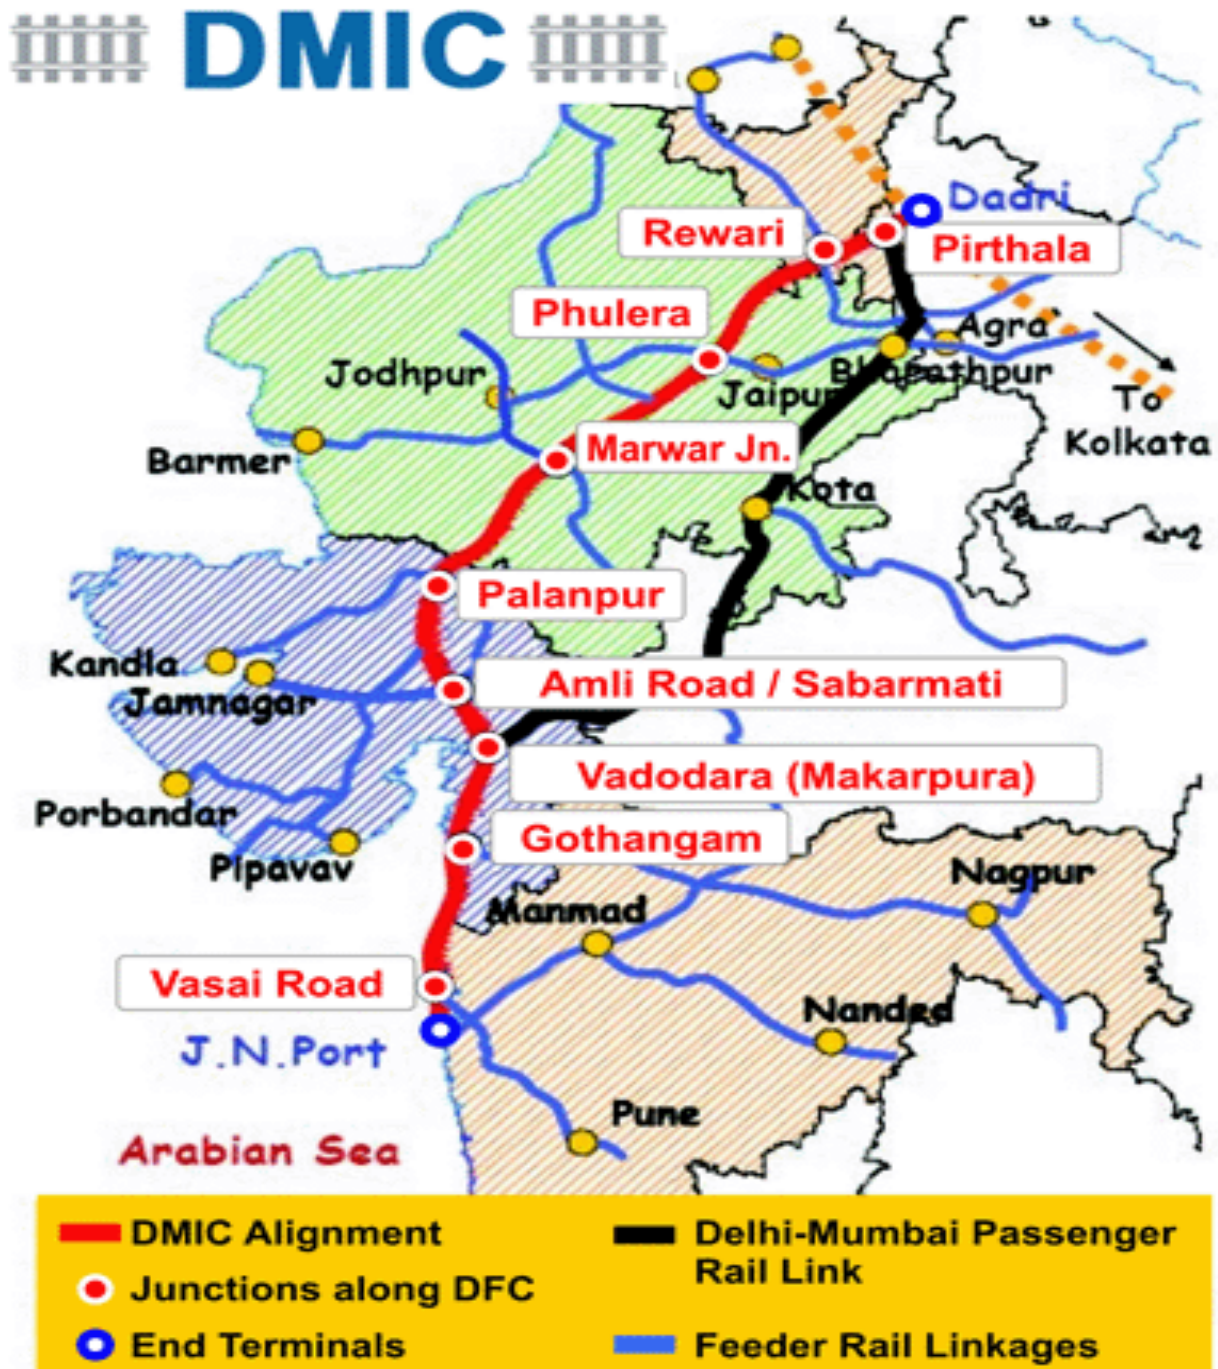 DMIC
Dadri
Rewari
Pirthala
Phulera
Agra
Jodhpur
Jaipur
Bharathpur
To
Kolkata
Barmer
Marwar Jn.
Kota
Palanpur
Kandla
Jamnagar
Amli Road / Sabarmati
Vadodara (Makarpura)
Porbandar
Pipavav
Gothangam
Nagpur
Manmad
Vasai Road
Nanded
J.N.Port
Pune
Arabian Sea
DMIC Alignment
Junctions along DFC
End Terminals
Delhi-Mumbai Passenger
Rail Link
Feeder Rail Linkages